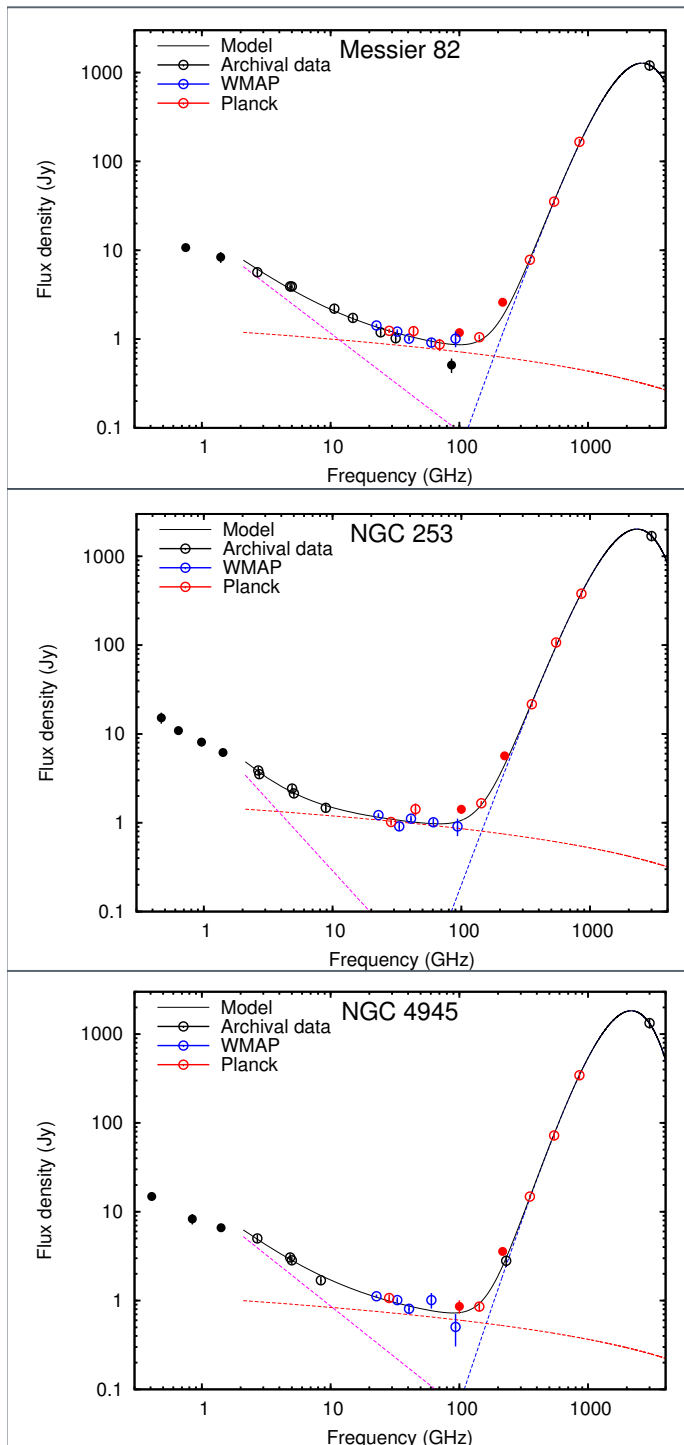 Messier 82
Model
Archival data
WMAP
Planck
1000
100
10
1
0.1
Flux density (Jy)
1 10 100 1000
Frequency (GHz)
NGC 253
Model
Archival data
WMAP
Planck
1000
100
10
1
0.1
Flux density (Jy)
1 10 100 1000
Frequency (GHz)
NGC 4945
Model
Archival data
WMAP
Planck
1000
100
10
1
0.1
Flux density (Jy)
1 10 100 1000
Frequency (GHz)